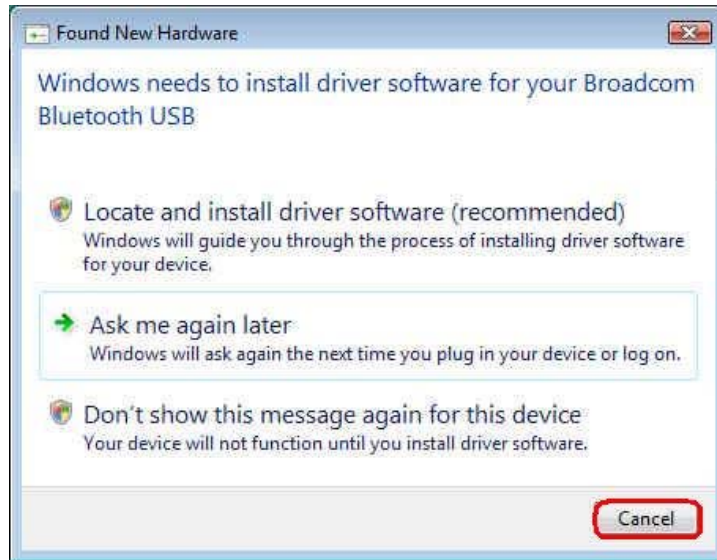 Found New Hardware
Windows needs to install driver software for your Broadcom
Bluetooth USB
Locate and install driver software (recommended)
Windows will guide you through the process of installing driver software
for your device.
Ask me again later
Windows will ask again the next time you plug in your device or log on.
Don't show this message again for this device
Your device will not function until you install driver software.
Cancel